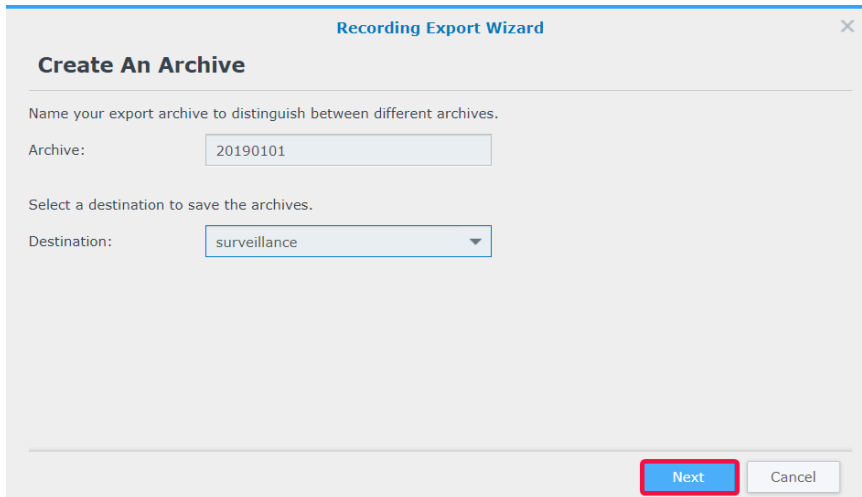 Recording Export Wizard
Create An Archive
Name your export archive to distinguish between different archives.
Archive: 20190101
Select a destination to save the archives.
Destination: surveillance
Next Cancel